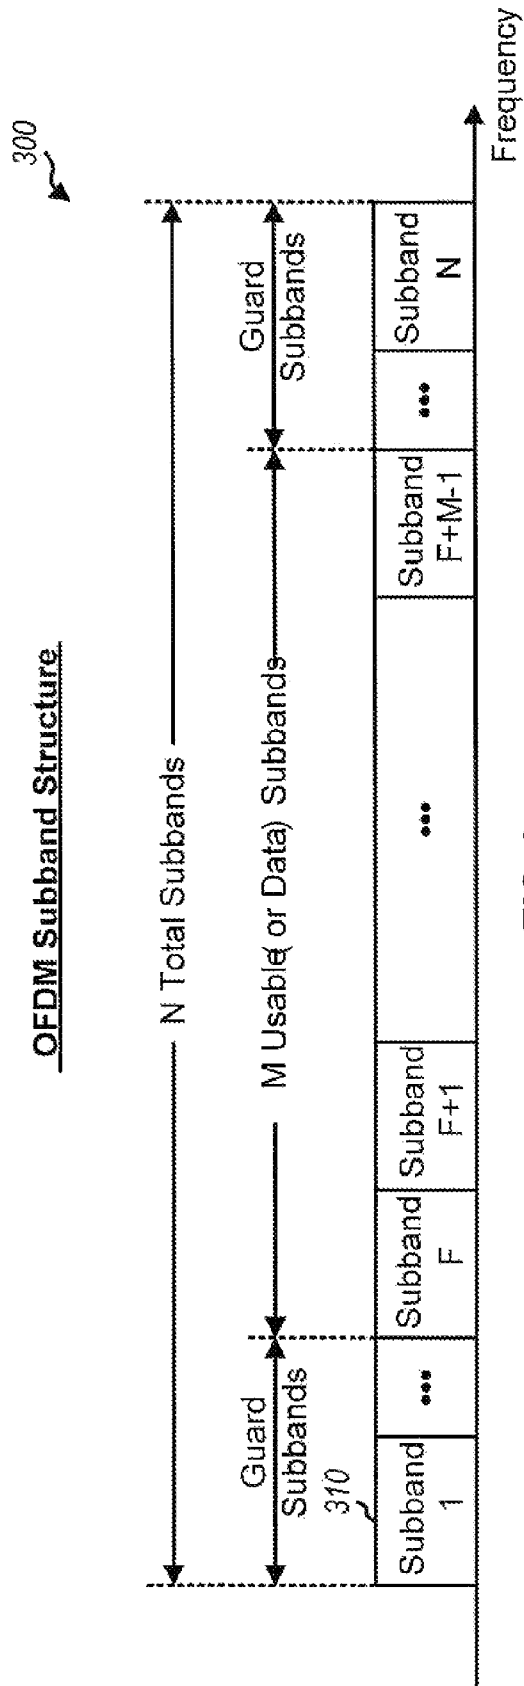 OFDM Subband Structure
300
N Total Subbands
Guard
Subbands
M Usable(or Data) Subbands
Guard
Subbands
310
Subband
1
•••
Subband
F
Subband
F+1
•••
Subband
F+M-1
•••
Subband
N
Frequency